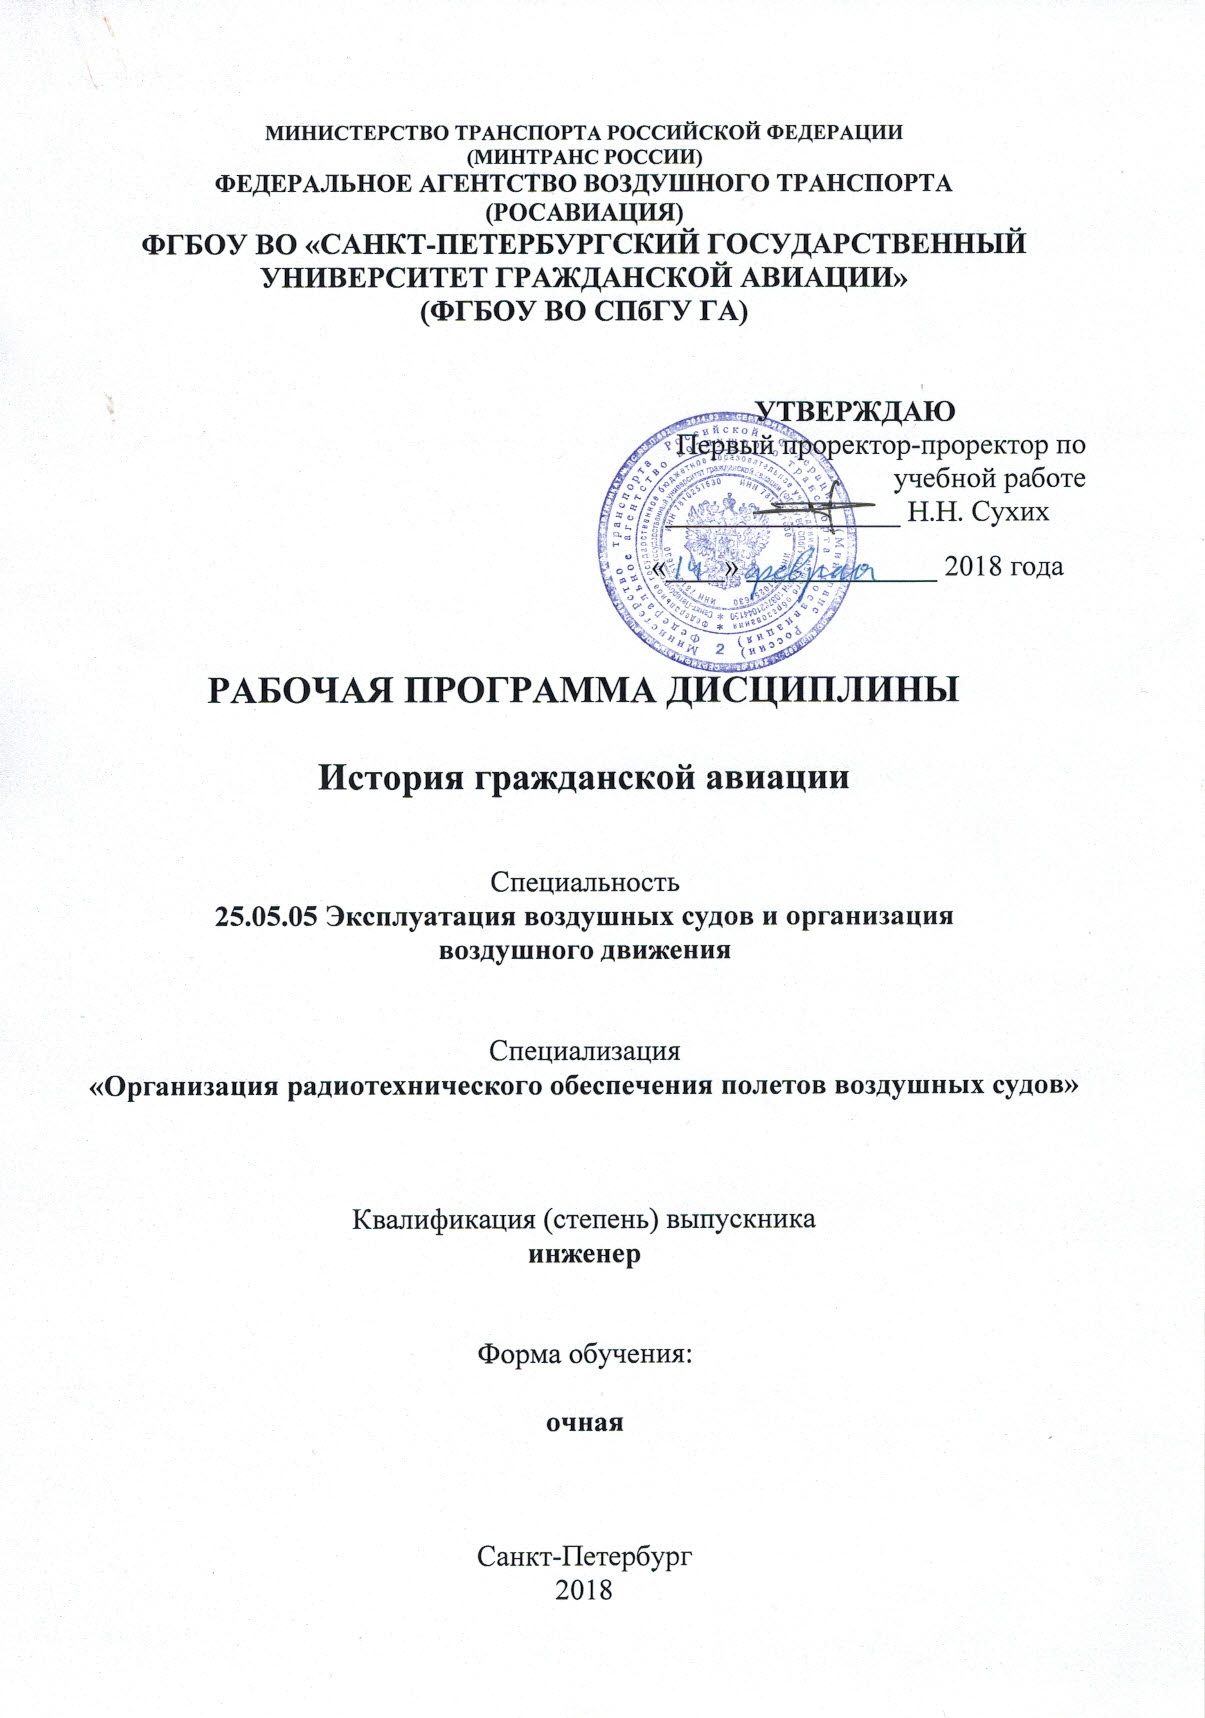 МИНИСТЕРСТВО ТРАНСПОРТА РОССИЙСКОЙ ФЕДЕРАЦИИ
(МИНТРАНС РОССИИ)
ФЕДЕРАЛЬНОЕ АГЕНТСТВО ВОЗДУШНОГО ТРАНСПОРТА
(РОСАВИАЦИЯ)
ФГБОУ ВО «САНКТ-ПЕТЕРБУРГСКИЙ ГОСУДАРСТВЕННЫЙ
УНИВЕРСИТЕТ ГРАЖДАНСКОЙ АВИАЦИИ»
(ФГБОУ ВО СПбГУ ГА)
УТВЕРЖДАЮ
Первый проректор-проректор по
учебной работе
Н.Н. Сухих
«14» февраля 2018 года
РАБОЧАЯ ПРОГРАММА ДИСЦИПЛИНЫ
История гражданской авиации
Специальность
25.05.05 Эксплуатация воздушных судов и организация
воздушного движения
Специализация
«Организация радиотехнического обеспечения полетов воздушных судов»
Квалификация (степень) выпускника
инженер
Форма обучения:
очная
Санкт-Петербург
2018